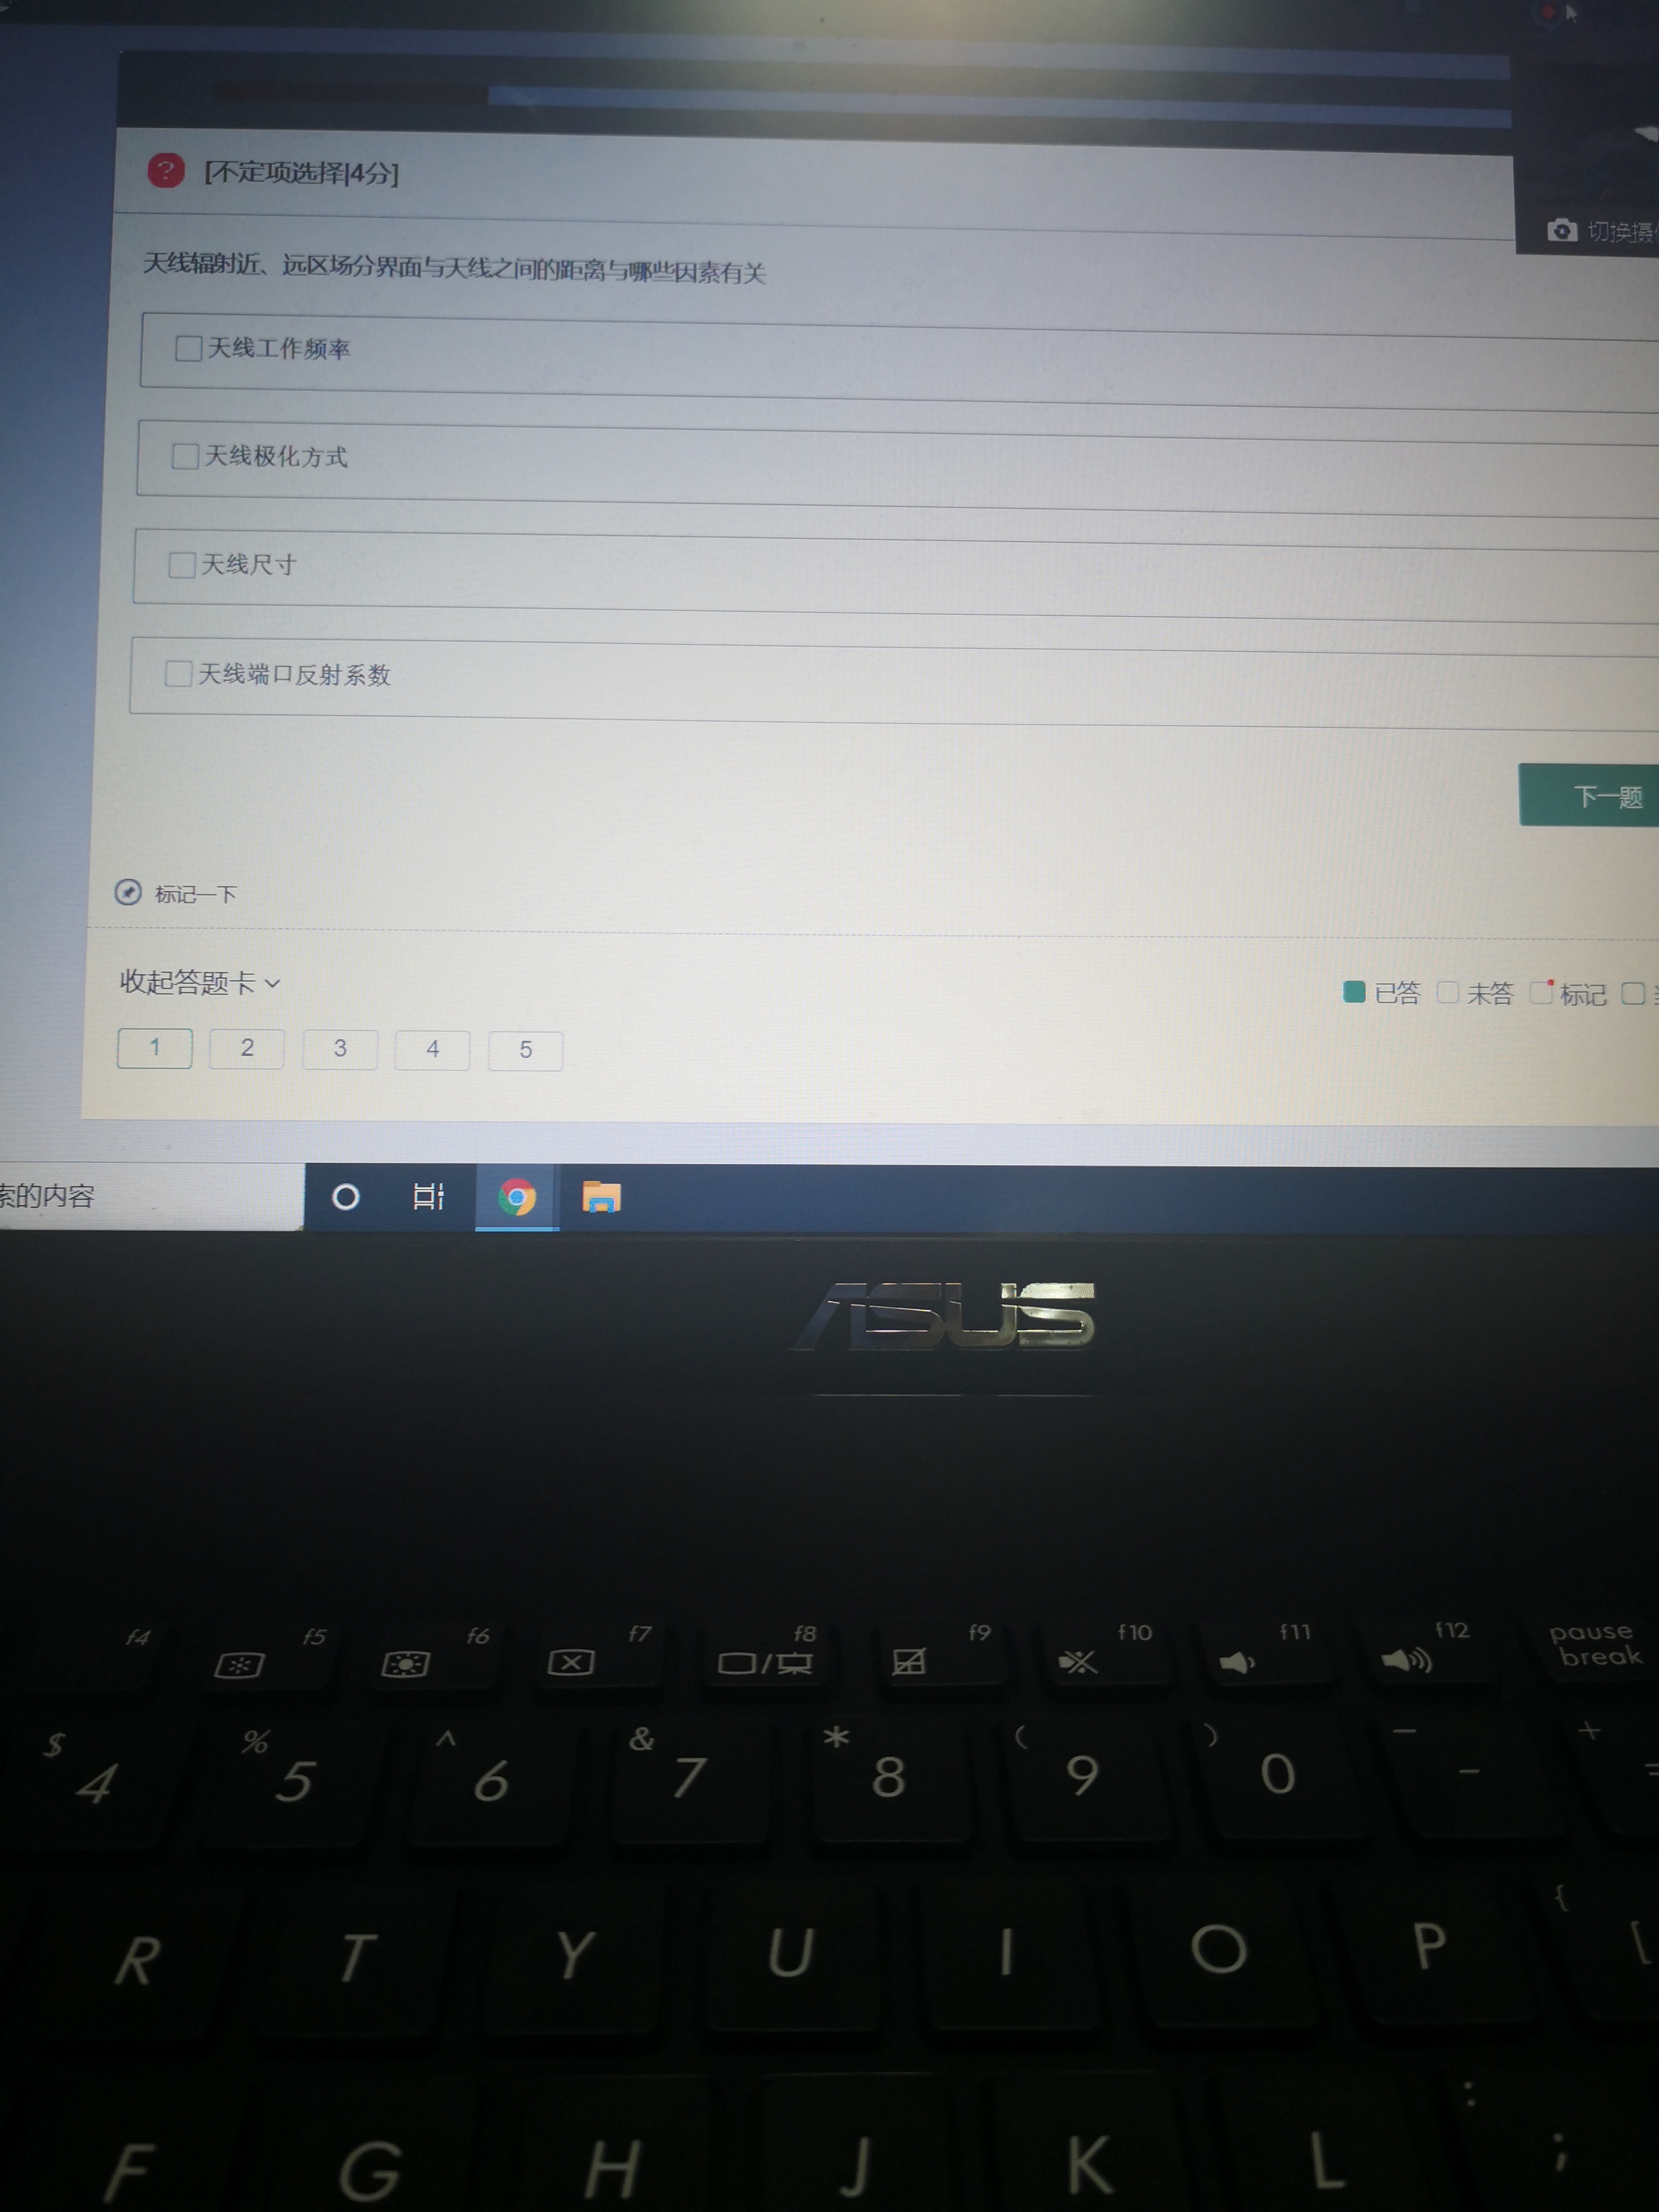 [不定项选择|4分]
切换摄
天线辐射近、远区场分界面与天线之间的距离与哪些因素有关
天线工作频率
天线极化方式
天线尺寸
天线端口反射系数
下一题
标记一下
收起答题卡
已答 未答 标记
1 2 3 4 5
索的内容
ASUS
f4 f5 f6 f7 f8 f9 f10 f11 f12 pause break
$ 4 % 5 ^ 6 & 7 * 8 ( 9 ) 0 — - +
R T Y U I O P { [
F G H J K L : ;